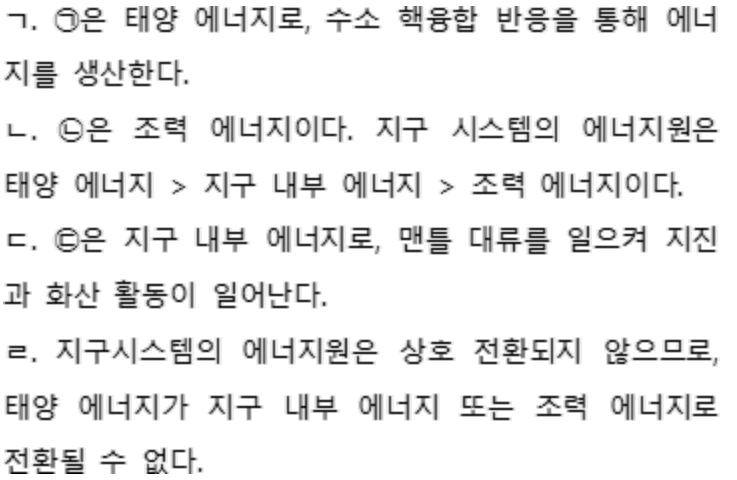 ㄱ. ㉠은 태양 에너지로, 수소 핵융합 반응을 통해 에너
지를 생산한다.
ㄴ. ㉡은 조력 에너지이다. 지구 시스템의 에너지원은
태양 에너지 > 지구 내부 에너지 > 조력 에너지이다.
ㄷ. ㉢은 지구 내부 에너지로, 맨틀 대류를 일으켜 지진
과 화산 활동이 일어난다.
ㄹ. 지구시스템의 에너지원은 상호 전환되지 않으므로,
태양 에너지가 지구 내부 에너지 또는 조력 에너지로
전환될 수 없다.